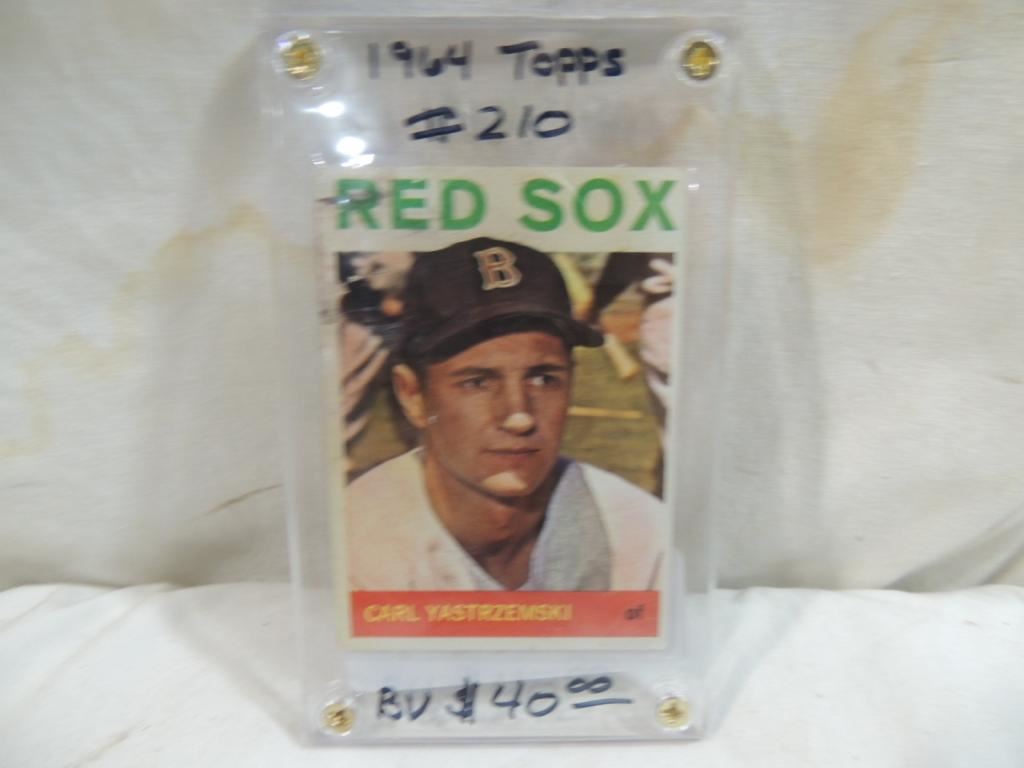 1964 Topps
#210
RED SOX
B
CARL YASTRZEMSKI of
BV $40.00